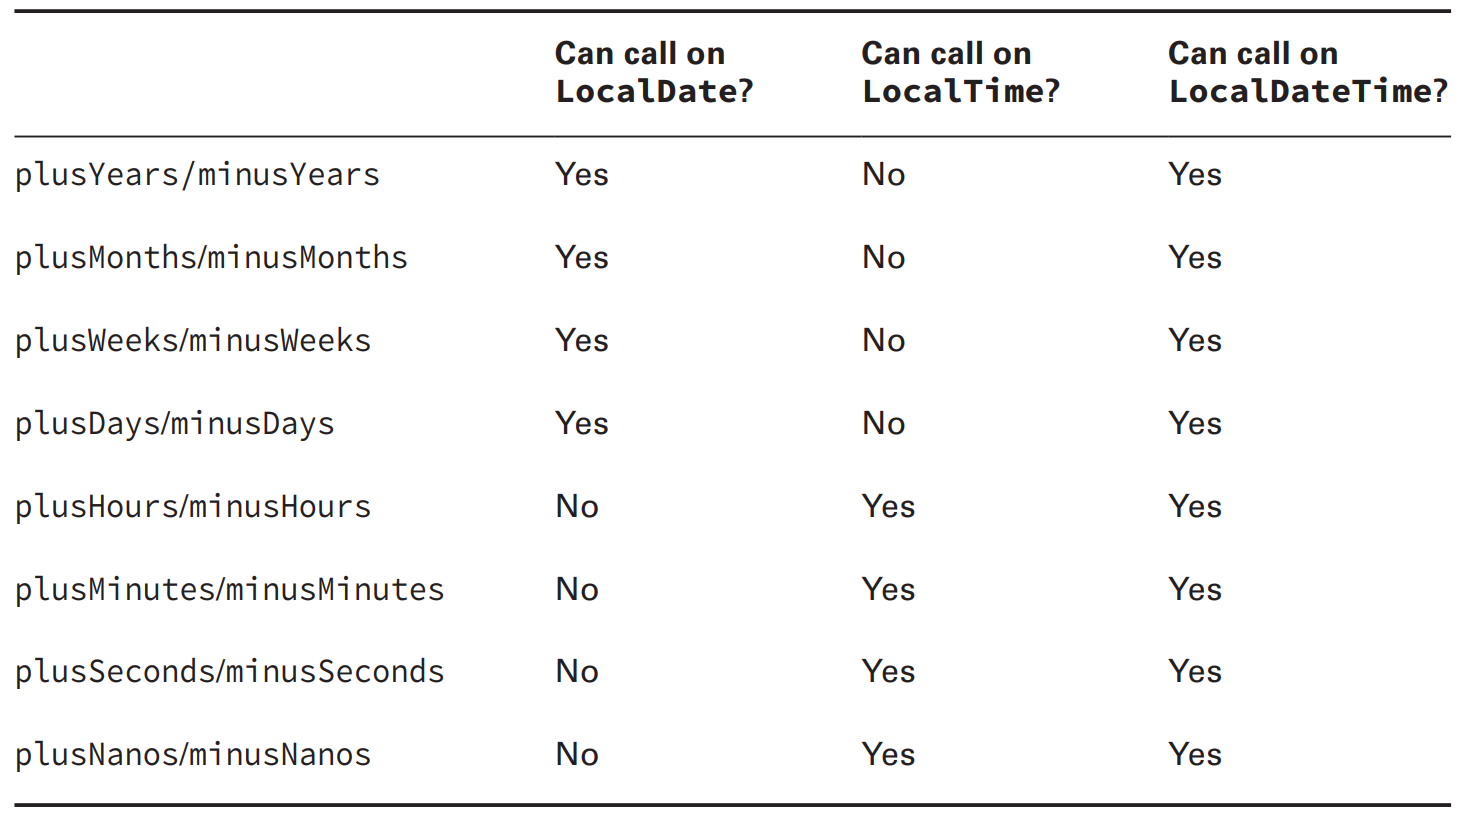 Can call on Can call on Can call on
LocalDate? LocalTime? LocalDateTime?
plusYears/minusYears Yes No Yes
plusMonths/minusMonths Yes No Yes
plusWeeks/minusWeeks Yes No Yes
plusDays/minusDays Yes No Yes
plusHours/minusHours No Yes Yes
plusMinutes/minusMinutes No Yes Yes
plusSeconds/minusSeconds No Yes Yes
plusNanos/minusNanos No Yes Yes